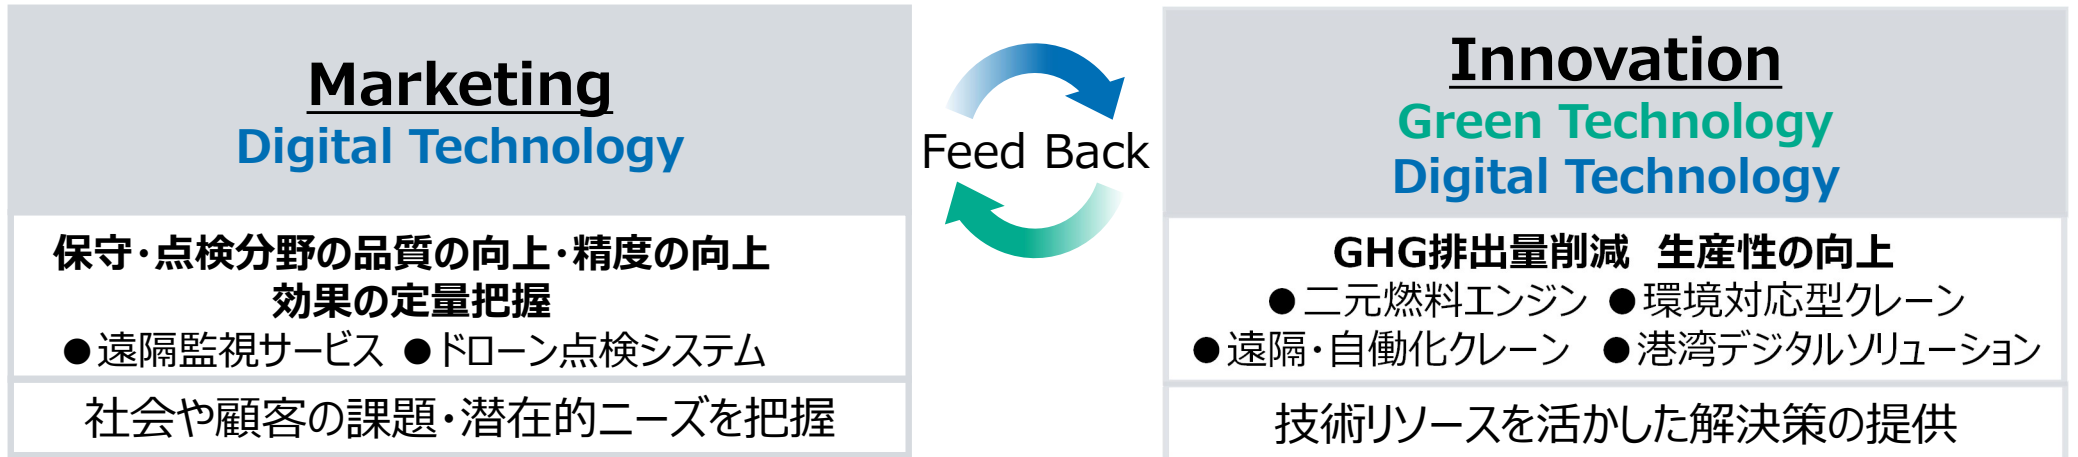 Marketing
Digital Technology
保守・点検分野の品質の向上・精度の向上
効果の定量把握
●遠隔監視サービス ●ドローン点検システム
社会や顧客の課題・潜在的ニーズを把握
Feed Back
Innovation
Green Technology
Digital Technology
GHG排出量削減　生産性の向上
●二元燃料エンジン ●環境対応型クレーン
●遠隔・自働化クレーン ●港湾デジタルソリューション
技術リソースを活かした解決策の提供